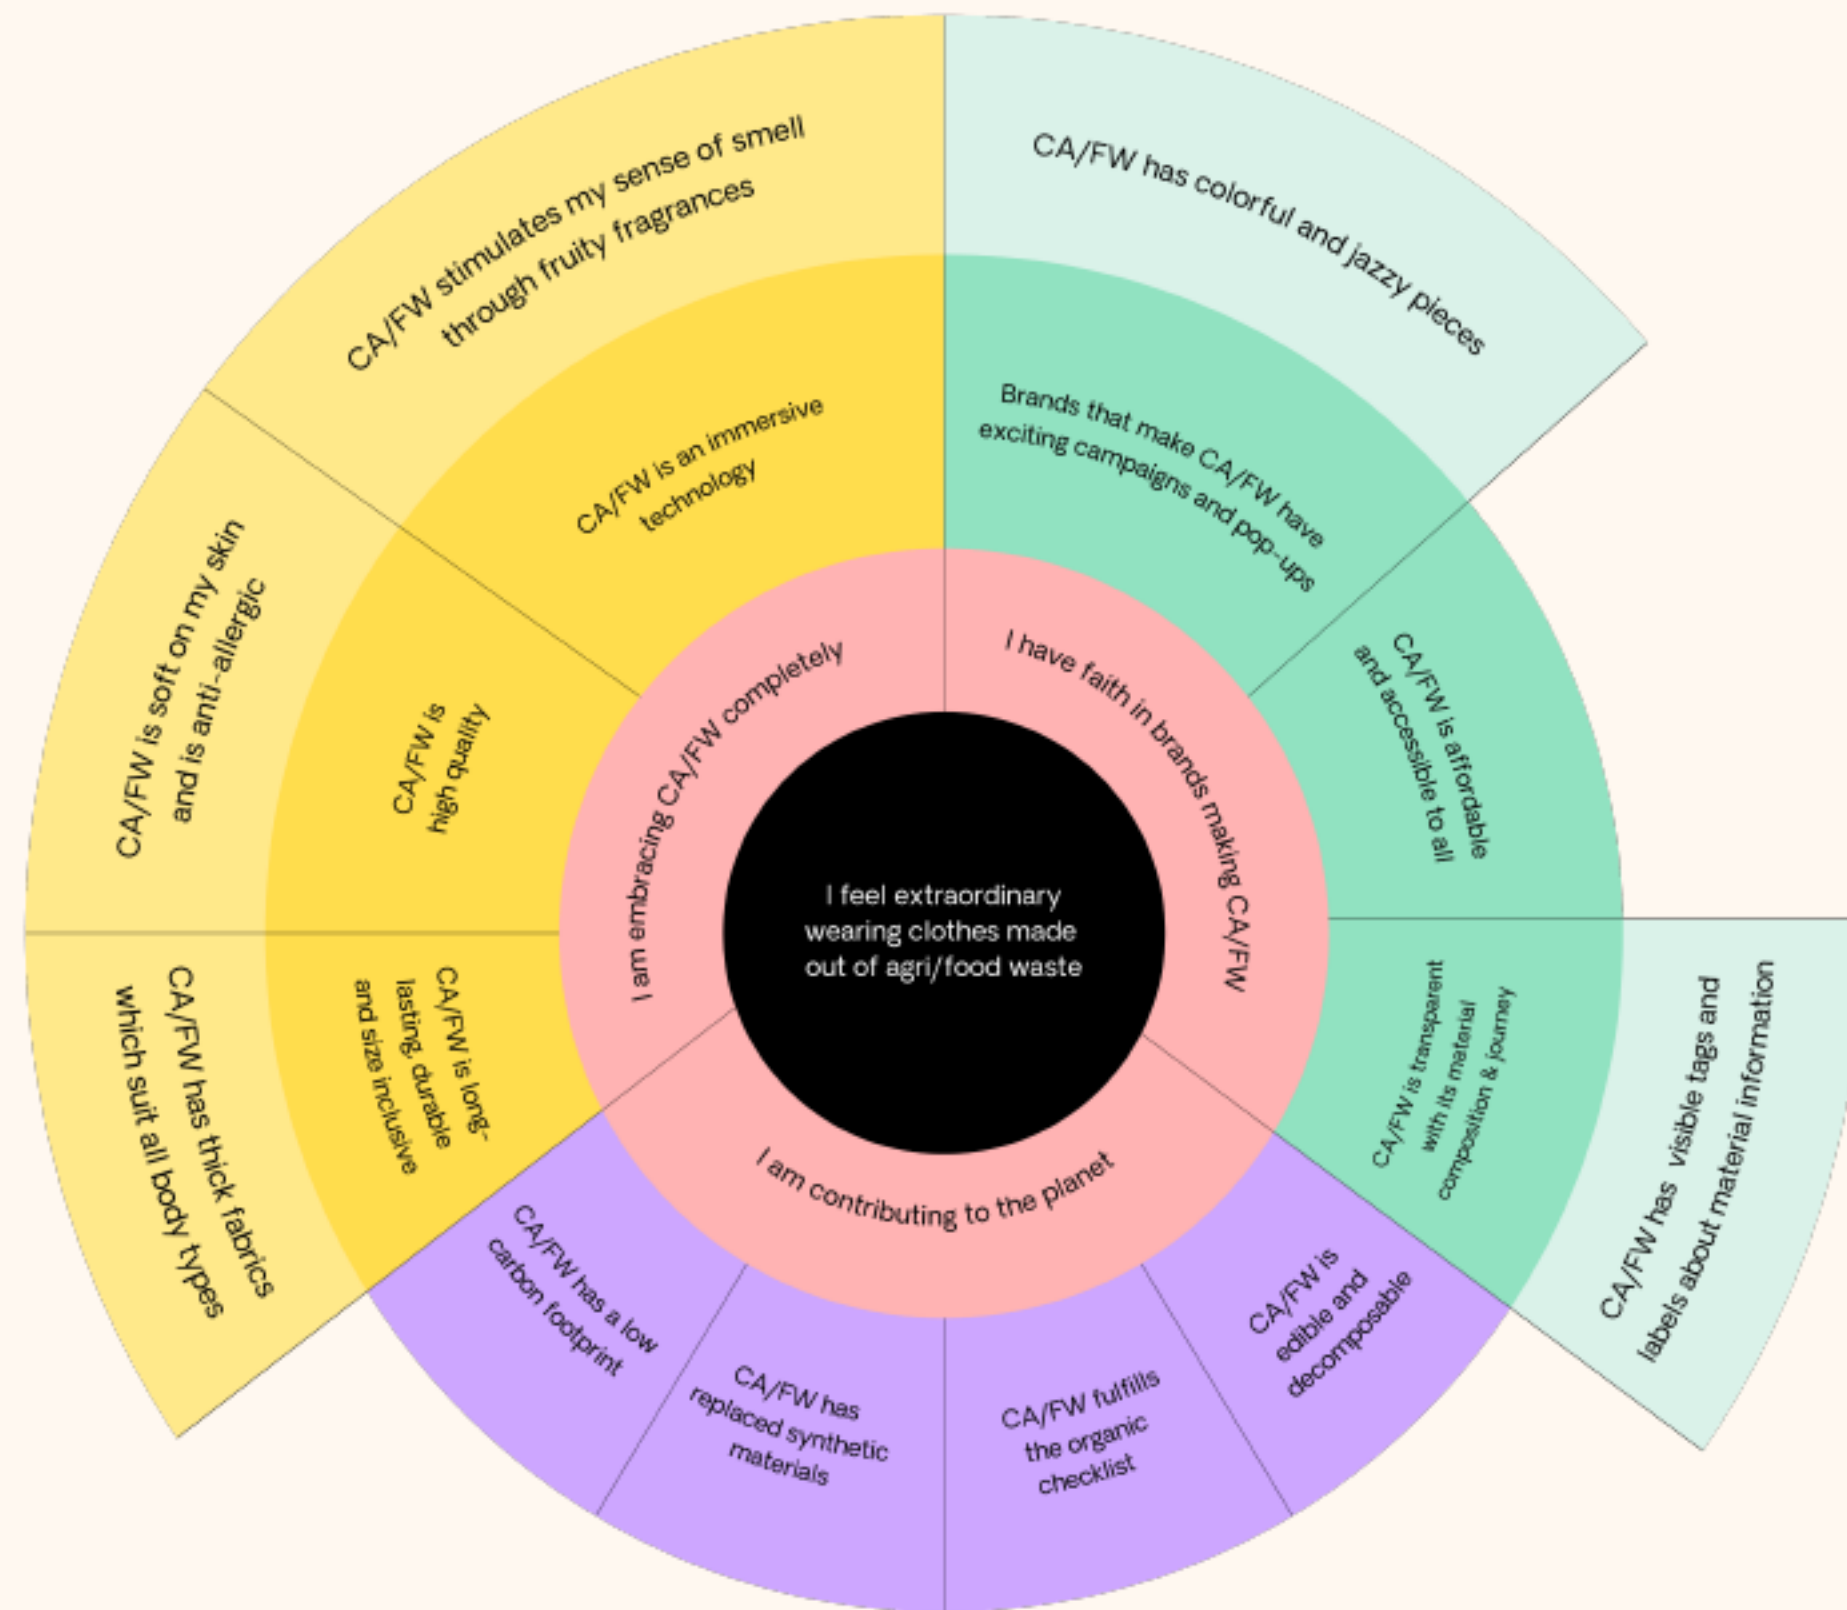 CA/FW stimulates my sense of smell
through fruity fragrances
CA/FW has colorful and jazzy pieces
CA/FW is an immersive
technology
Brands that make CA/FW have
exciting campaigns and pop-ups
CA/FW is soft on my skin
and is anti-allergic
CA/FW is
high quality
I am embracing CA/FW completely
I have faith in brands making CA/FW
CA/FW is affordable
and accessible to all
I feel extraordinary
wearing clothes made
out of agri/food waste
CA/FW has thick fabrics
which suit all body types
CA/FW is long-
lasting, durable
and size inclusive
CA/FW is transparent
with its material
composition & journey
CA/FW has visible tags and
labels about material information
I am contributing to the planet
CA/FW has a low
carbon footprint
CA/FW has
replaced synthetic
materials
CA/FW fulfills
the organic
checklist
CA/FW is
edible and
decomposable